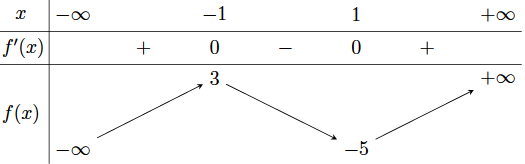 x −∞ −1 1 +∞
f′(x) + 0 − 0 +
3 +∞
f(x)
−∞ −5